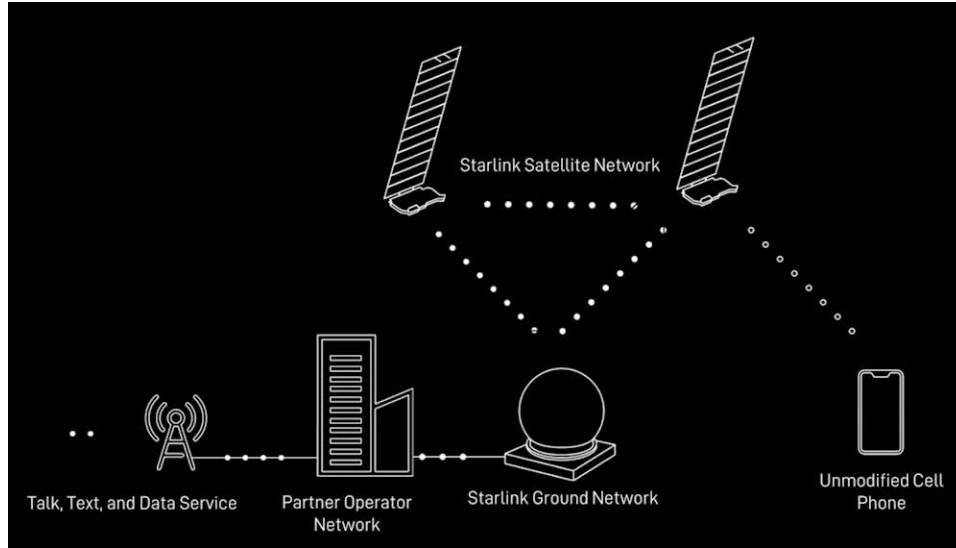 Starlink Satellite Network
Talk, Text, and Data Service
Partner Operator
Network
Starlink Ground Network
Unmodified Cell
Phone